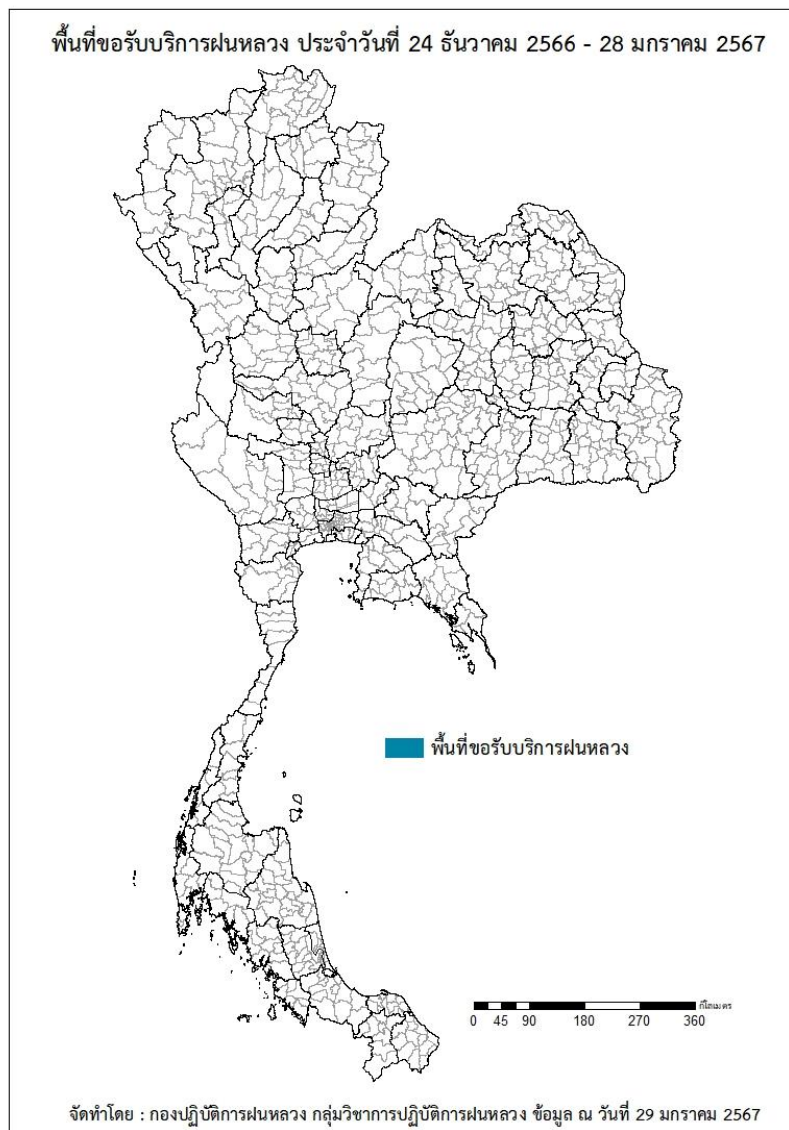 พื้นที่ขอรับบริการฝนหลวง ประจำวันที่ 24 ธันวาคม 2566 - 28 มกราคม 2567
พื้นที่ขอรับบริการฝนหลวง
กิโลเมตร
0 45 90 180 270 360
จัดทำโดย : กองปฏิบัติการฝนหลวง กลุ่มวิชาการปฏิบัติการฝนหลวง ข้อมูล ณ วันที่ 29 มกราคม 2567